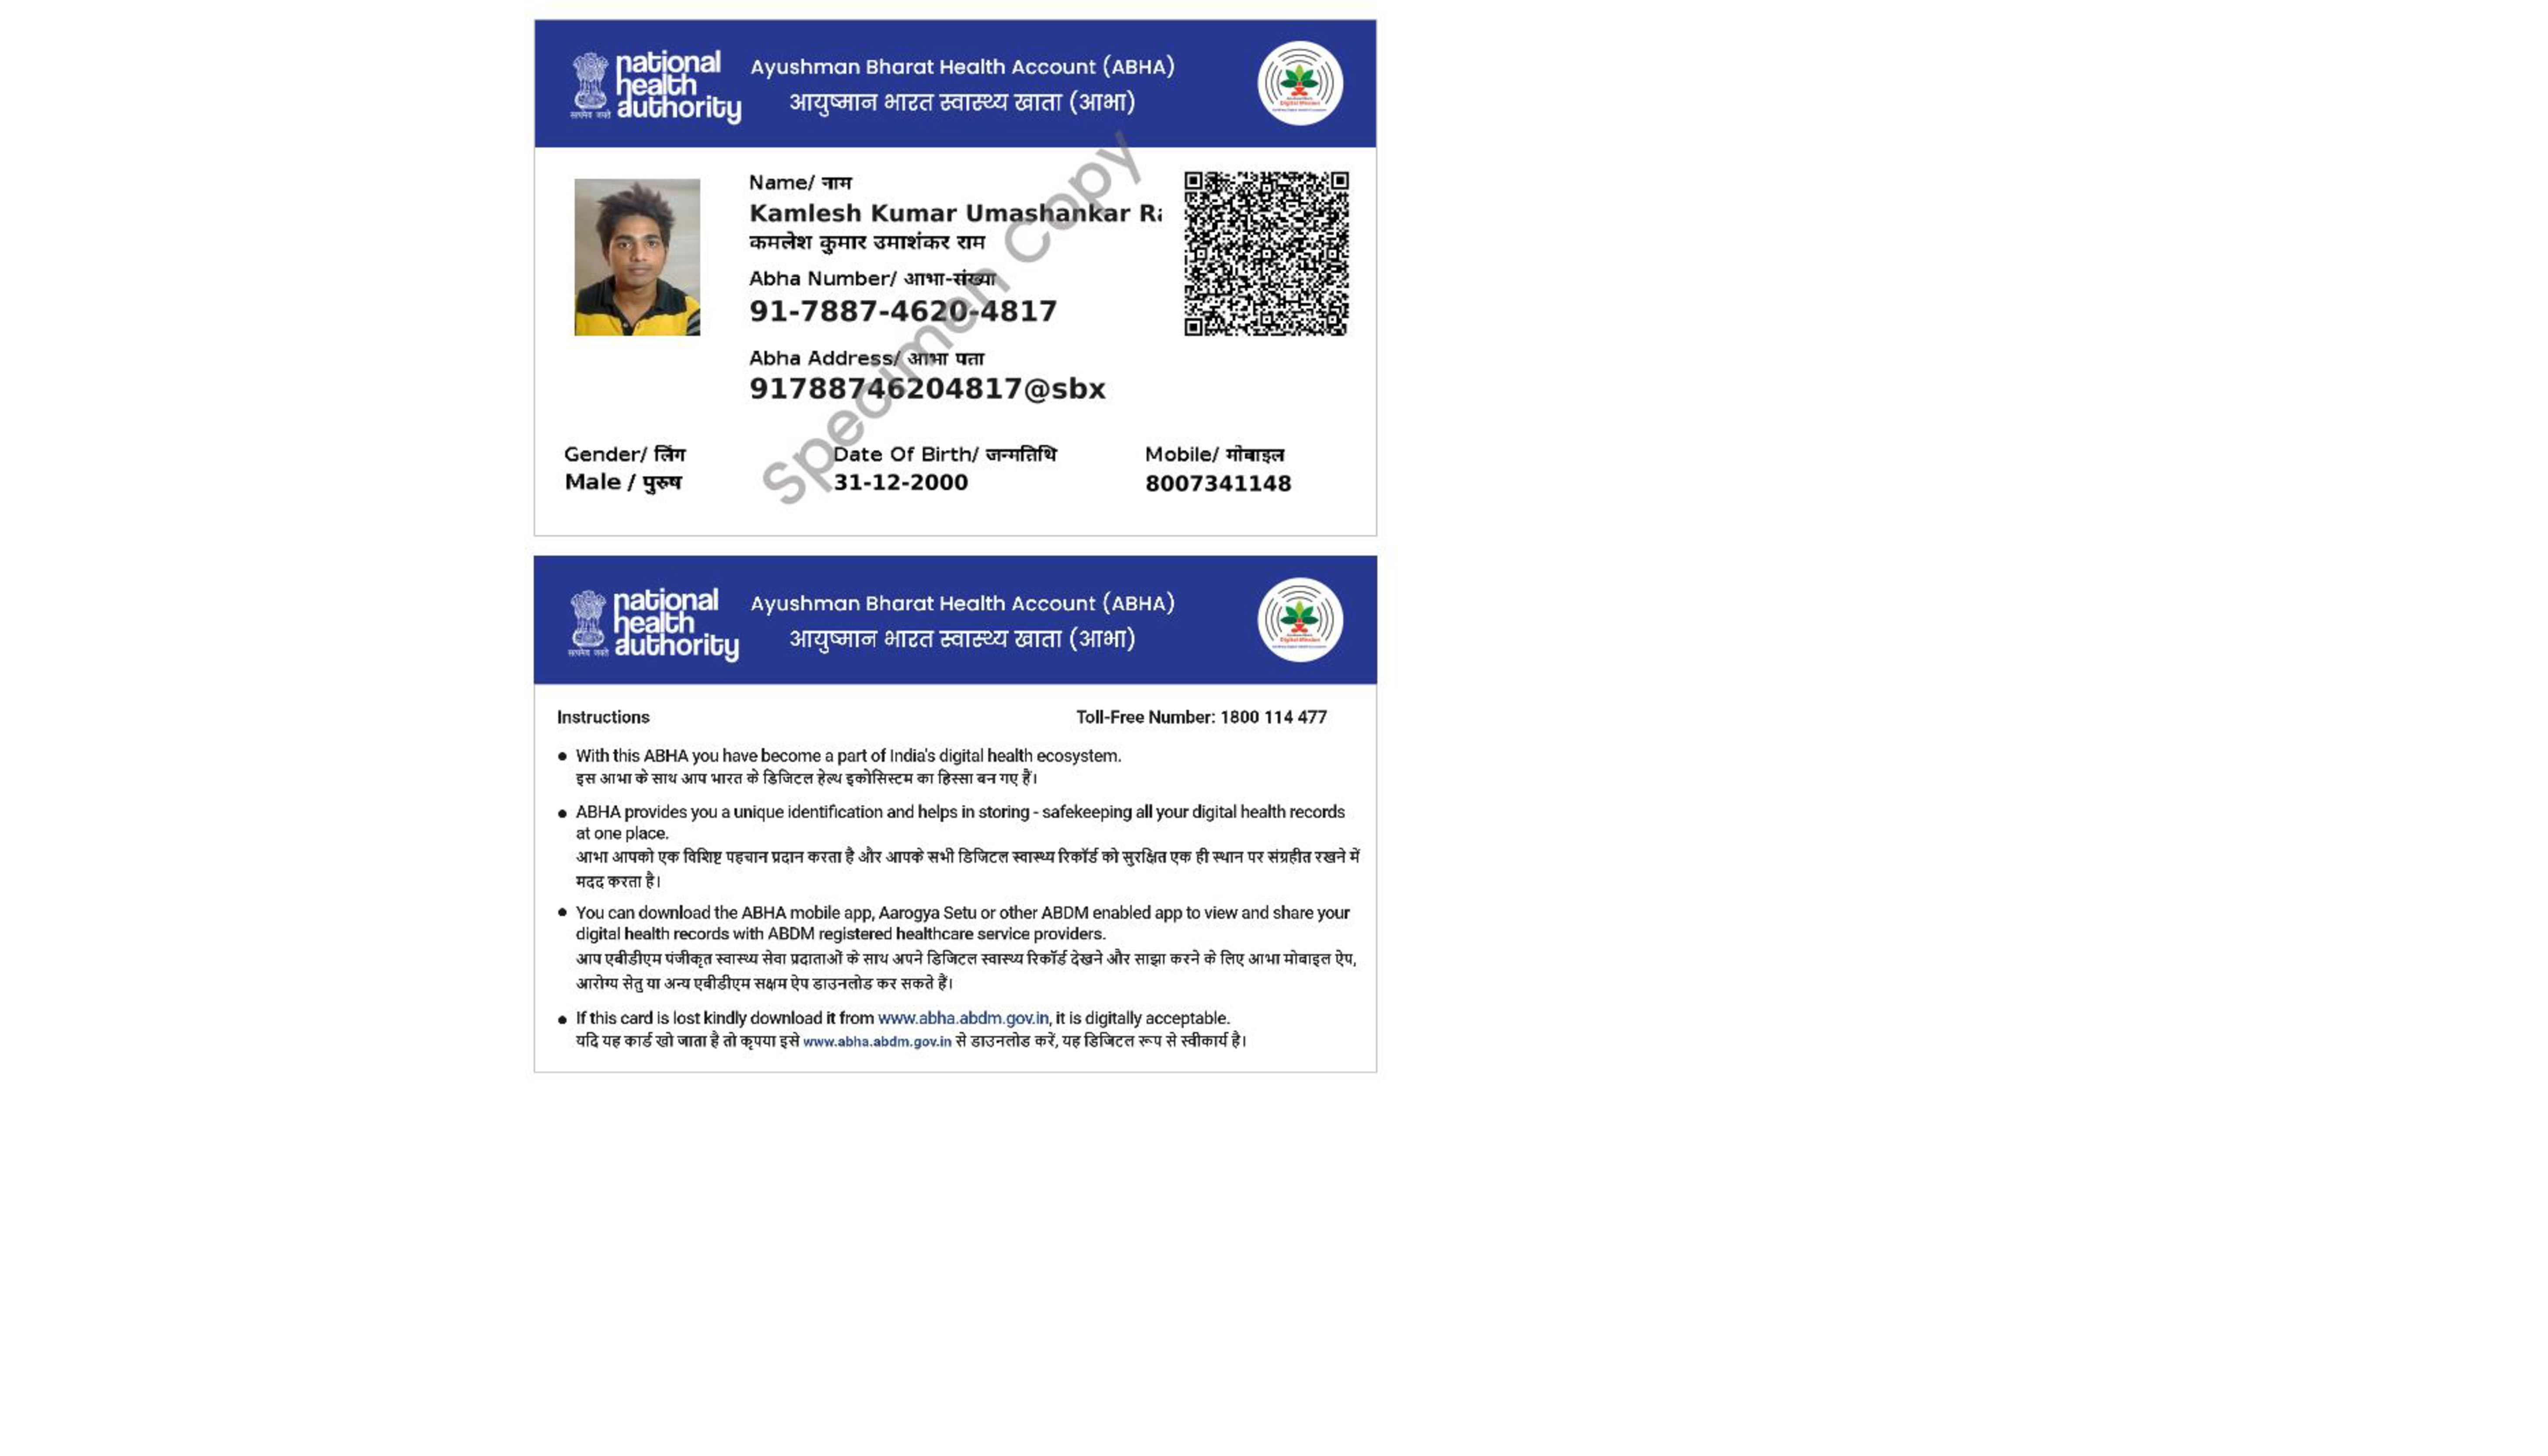 national
health
authority
सत्यमेव जयते
Ayushman Bharat Health Account (ABHA)
आयुष्मान भारत स्वास्थ्य खाता (आभा)
Digital Mission
Name/ नाम
Kamlesh Kumar Umashankar
कमलेश कुमार उमाशंकर राम
Abha Number/ आभा-संख्या
91-7887-4620-4817
Abha Address/ आभा पता
91788746204817@sbx
Gender/ लिंग
Male / पुरुष
Date Of Birth/ जन्मतिथि
31-12-2000
Mobile/ मोबाइल
8007341148
Specimen Copy
national
health
authority
सत्यमेव जयते
Ayushman Bharat Health Account (ABHA)
आयुष्मान भारत स्वास्थ्य खाता (आभा)
Digital Mission
Instructions
Toll-Free Number: 1800 114 477
• With this ABHA you have become a part of India's digital health ecosystem.
इस आभा के साथ आप भारत के डिजिटल हेल्थ इकोसिस्टम का हिस्सा बन गए हैं।
• ABHA provides you a unique identification and helps in storing - safekeeping all your digital health records
at one place.
आभा आपको एक विशिष्ट पहचान प्रदान करता है और आपके सभी डिजिटल स्वास्थ्य रिकॉर्ड को सुरक्षित एक ही स्थान पर संग्रहीत रखने में
मदद करता है।
• You can download the ABHA mobile app, Aarogya Setu or other ABDM enabled app to view and share your
digital health records with ABDM registered healthcare service providers.
आप एबीडीएम पंजीकृत स्वास्थ्य सेवा प्रदाताओं के साथ अपने डिजिटल स्वास्थ्य रिकॉर्ड देखने और साझा करने के लिए आभा मोबाइल ऐप,
आरोग्य सेतु या अन्य एबीडीएम सक्षम ऐप डाउनलोड कर सकते हैं।
• If this card is lost kindly download it from www.abha.abdm.gov.in, it is digitally acceptable.
यदि यह कार्ड खो जाता है तो कृपया इसे www.abha.abdm.gov.in से डाउनलोड करें, यह डिजिटल रूप से स्वीकार्य है।